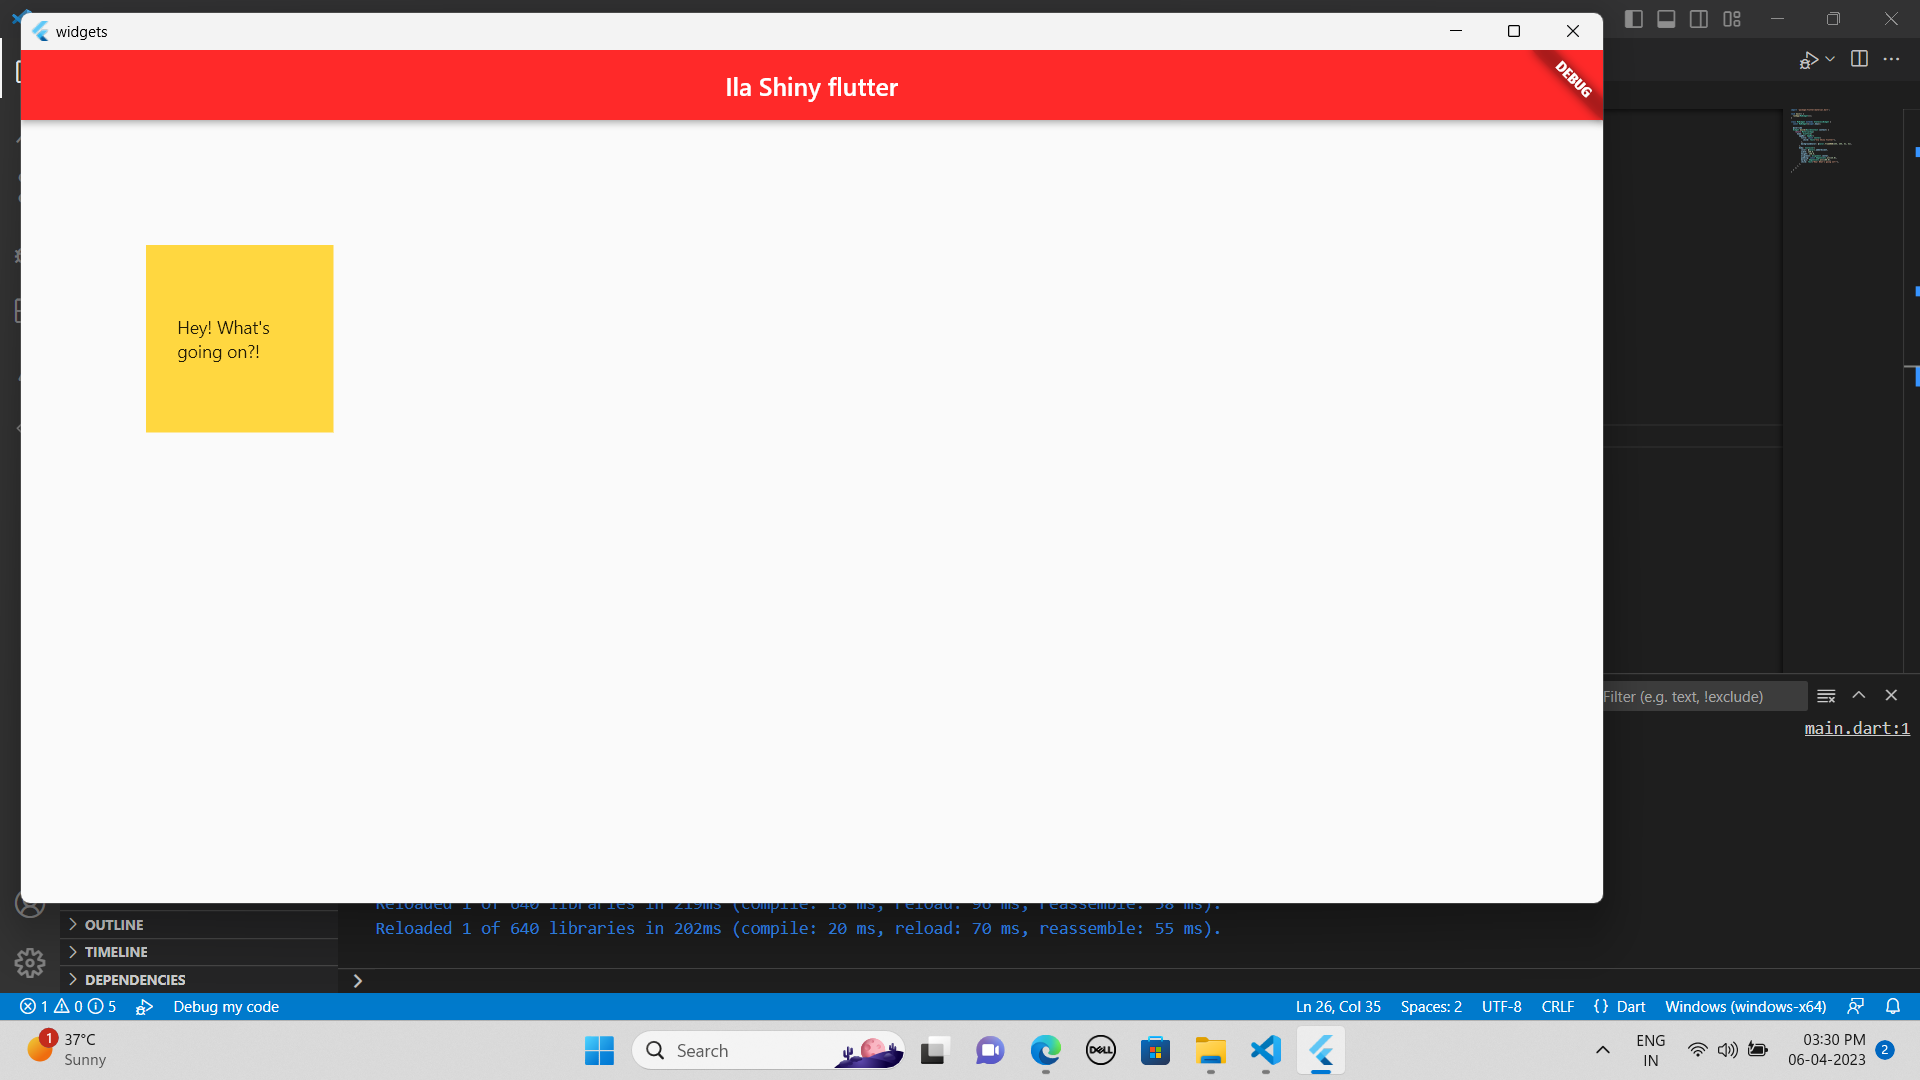 widgets
Ila Shiny flutter
DEBUG
Hey! What's
going on?!
Filter (e.g. text, !exclude)
main.dart:1
Reloaded 1 of 640 libraries in 219ms (compile: 18 ms, reload: 96 ms, reassemble: 58 ms).
Reloaded 1 of 640 libraries in 202ms (compile: 20 ms, reload: 70 ms, reassemble: 55 ms).
OUTLINE
TIMELINE
DEPENDENCIES
1 0 5 Debug my code Ln 26, Col 35 Spaces: 2 UTF-8 CRLF {} Dart Windows (windows-x64)
1
37°C
Sunny
Search
DELL
ENG
IN
03:30 PM
06-04-2023
2